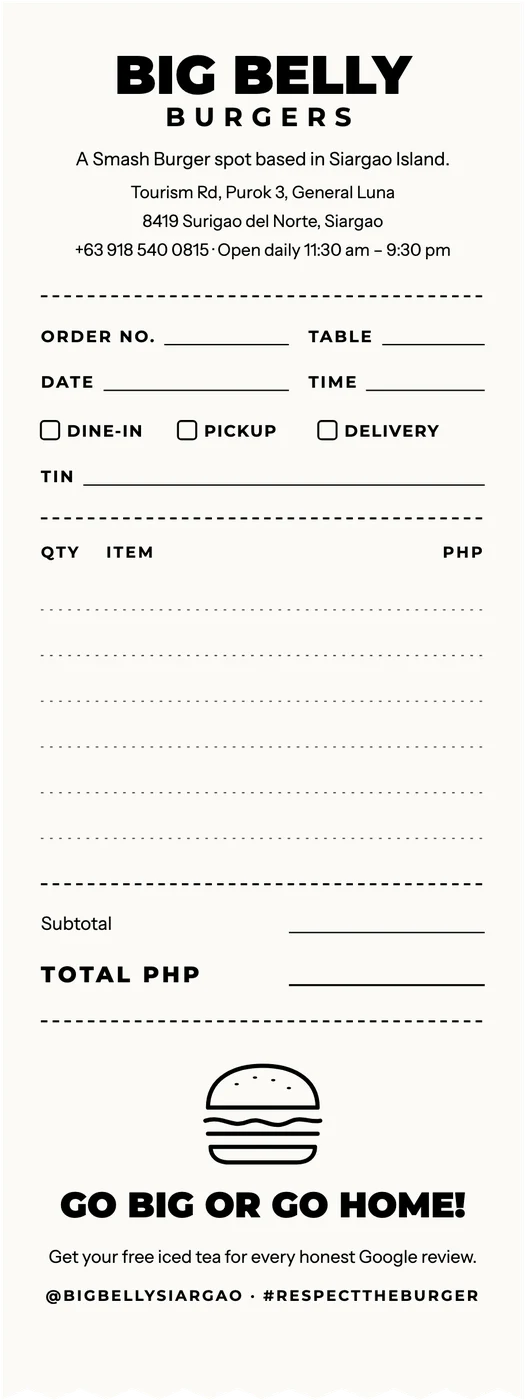 BIG BELLY
BURGERS
A Smash Burger spot based in Siargao Island.
Tourism Rd, Purok 3, General Luna
8419 Surigao del Norte, Siargao
+63 918 540 0815 · Open daily 11:30 am – 9:30 pm
ORDER NO. TABLE
DATE TIME
DINE-IN PICKUP DELIVERY
TIN
QTY ITEM PHP
Subtotal
TOTAL PHP
GO BIG OR GO HOME!
Get your free iced tea for every honest Google review.
@BIGBELLYSIARGAO · #RESPECTTHEBURGER